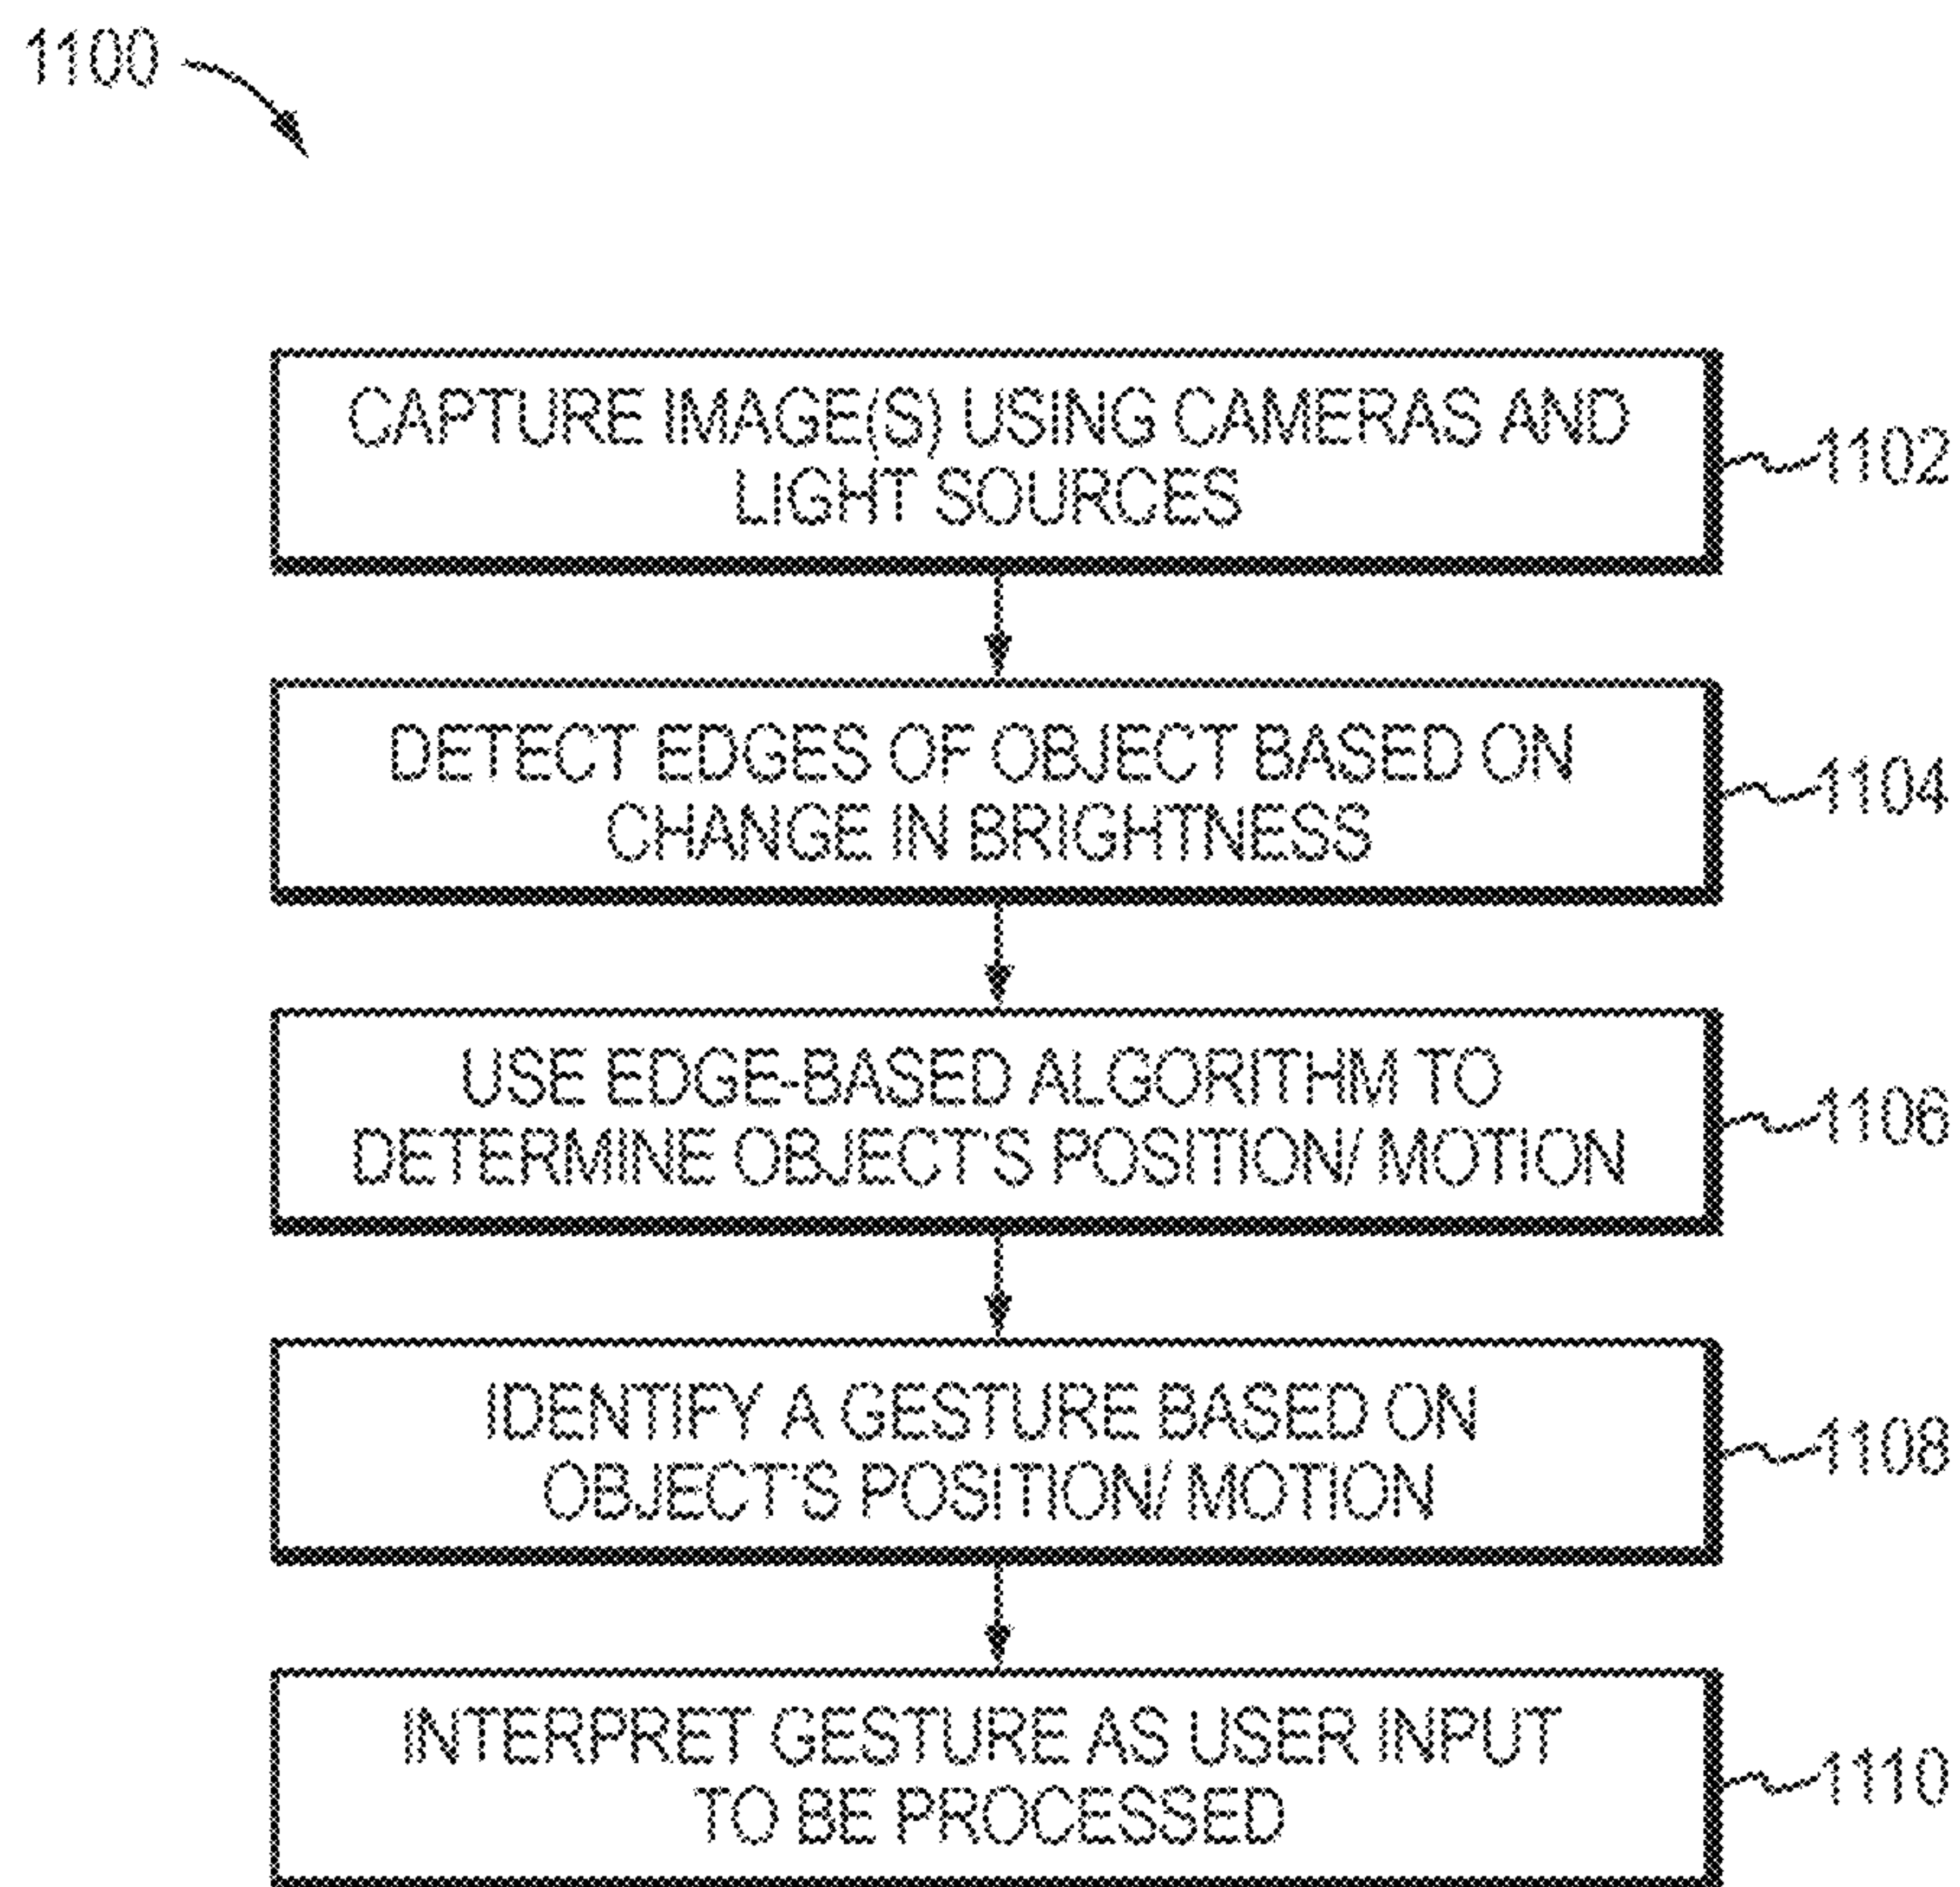 1100
CAPTURE IMAGE(S) USING CAMERAS AND
LIGHT SOURCES
1102
DETECT EDGES OF OBJECT BASED ON
CHANGE IN BRIGHTNESS
1104
USE EDGE-BASED ALGORITHM TO
DETERMINE OBJECT'S POSITION/ MOTION
1106
IDENTIFY A GESTURE BASED ON
OBJECT'S POSITION/ MOTION
1108
INTERPRET GESTURE AS USER INPUT
TO BE PROCESSED
1110